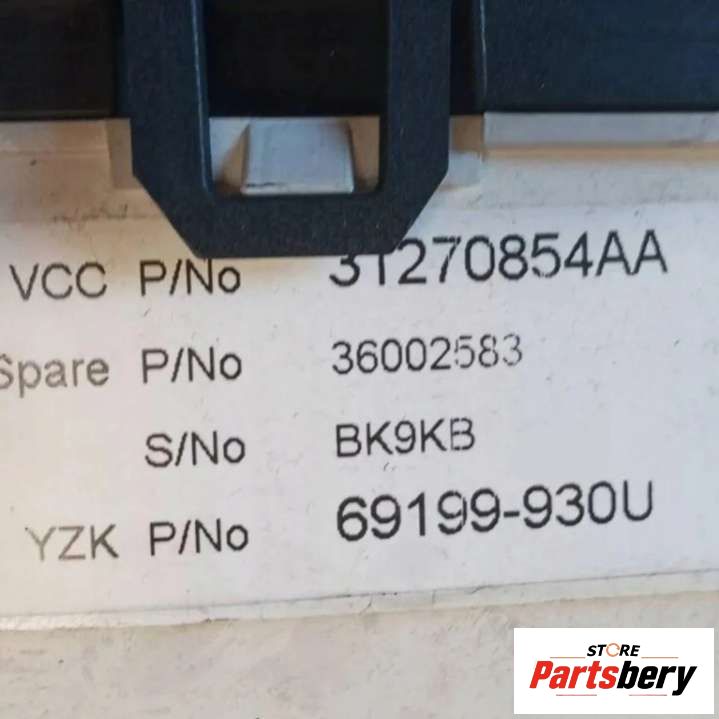 VCC P/No 31270854AA
Spare P/No 36002583
S/No BK9KB
YZK P/No 69199-930U
STORE
Partsbery